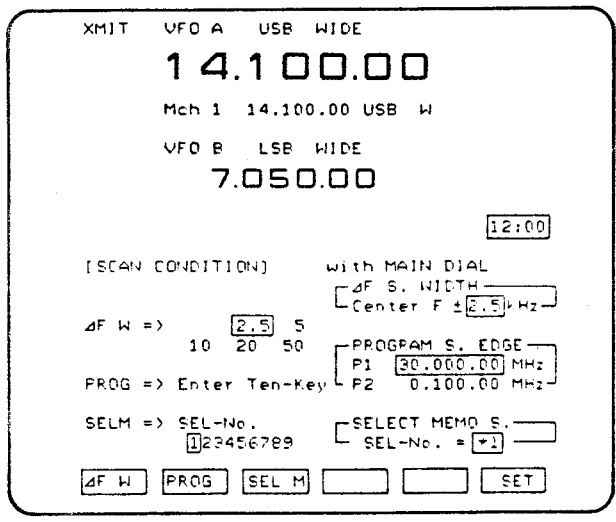 XMIT VFO A USB WIDE
14.100.00
Mch 1 14.100.00 USB W
VFO B LSB WIDE
7.050.00
12:00
[SCAN CONDITION] with MAIN DIAL
⊿F S. WIDTH
Center F ±2.5kHz
⊿F W => 2.5 5
10 20 50
PROGRAM S. EDGE
P1 30.000.00 MHz
PROG => Enter Ten-Key P2 0.100.00 MHz
SELM => SEL-No. SELECT MEMO S.
123456789 SEL-No. = *1
⊿F W PROG SEL M SET